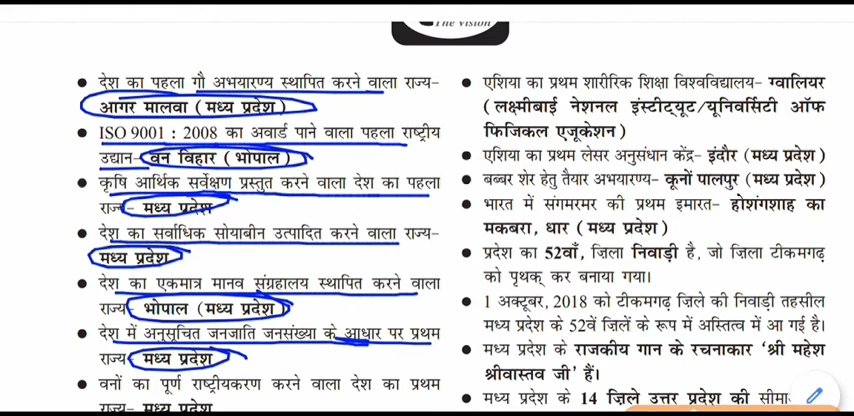 The Vision
देश का पहला गौ अभयारण्य स्थापित करने वाला राज्य-
आगर मालवा ( मध्य प्रदेश )
ISO 9001 : 2008 का अवार्ड पाने वाला पहला राष्ट्रीय
उद्यान- वन विहार ( भोपाल )
कृषि आर्थिक सर्वेक्षण प्रस्तुत करने वाला देश का पहला
राज्य- मध्य प्रदेश
देश का सर्वाधिक सोयाबीन उत्पादित करने वाला राज्य-
मध्य प्रदेश
देश का एकमात्र मानव संग्रहालय स्थापित करने वाला
राज्य- भोपाल ( मध्य प्रदेश )
देश में अनुसूचित जनजाति जनसंख्या के आधार पर प्रथम
राज्य- मध्य प्रदेश
वनों का पूर्ण राष्ट्रीयकरण करने वाला देश का प्रथम
राज्य- मध्य प्रदेश
एशिया का प्रथम शारीरिक शिक्षा विश्वविद्यालय- ग्वालियर
( लक्ष्मीबाई नेशनल इंस्टीट्यूट/यूनिवर्सिटी ऑफ
फिजिकल एजूकेशन )
एशिया का प्रथम लेसर अनुसंधान केंद्र- इंदौर ( मध्य प्रदेश )
बब्बर शेर हेतु तैयार अभयारण्य- कूनों पालपुर ( मध्य प्रदेश )
भारत में संगमरमर की प्रथम इमारत- होशंगशाह का
मकबरा, धार ( मध्य प्रदेश )
प्रदेश का 52वाँ, जिला निवाड़ी है, जो जिला टीकमगढ़
को पृथक् कर बनाया गया।
1 अक्टूबर, 2018 को टीकमगढ़ जिले की निवाड़ी तहसील
मध्य प्रदेश के 52वें जिलें के रूप में अस्तित्व में आ गई है।
मध्य प्रदेश के राजकीय गान के रचनाकार 'श्री महेश
श्रीवास्तव जी' हैं।
मध्य प्रदेश के 14 ज़िले उत्तर प्रदेश की